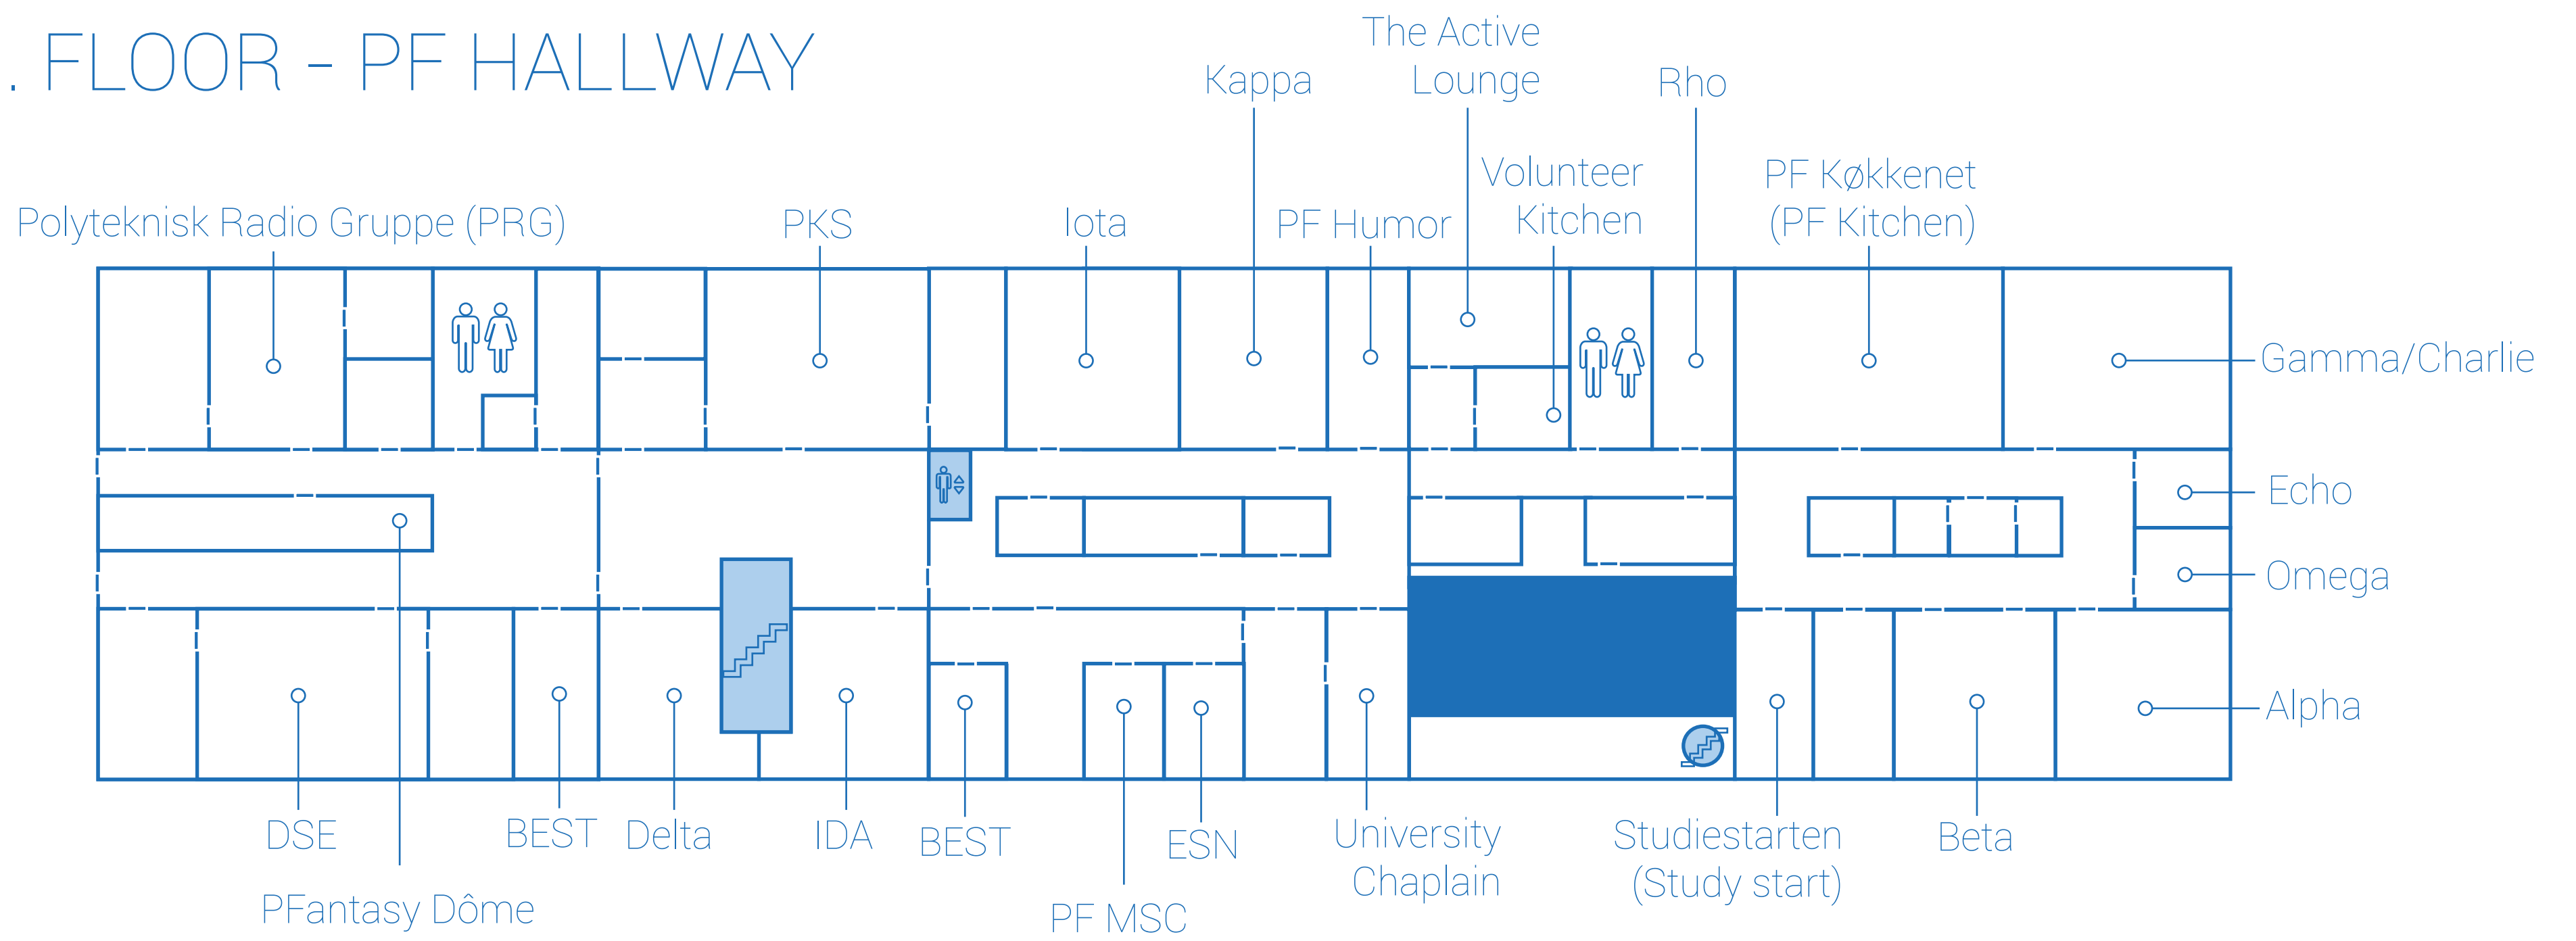 . FLOOR - PF HALLWAY
The Active
Lounge
Kappa
Rho
Volunteer
Kitchen
PF Køkkenet
(PF Kitchen)
Polyteknisk Radio Gruppe (PRG)
PKS
Iota
PF Humor
Gamma/Charlie
Echo
Omega
Alpha
DSE
BEST
Delta
IDA
BEST
ESN
University
Chaplain
Studiestarten
(Study start)
Beta
PFantasy Dôme
PF MSC